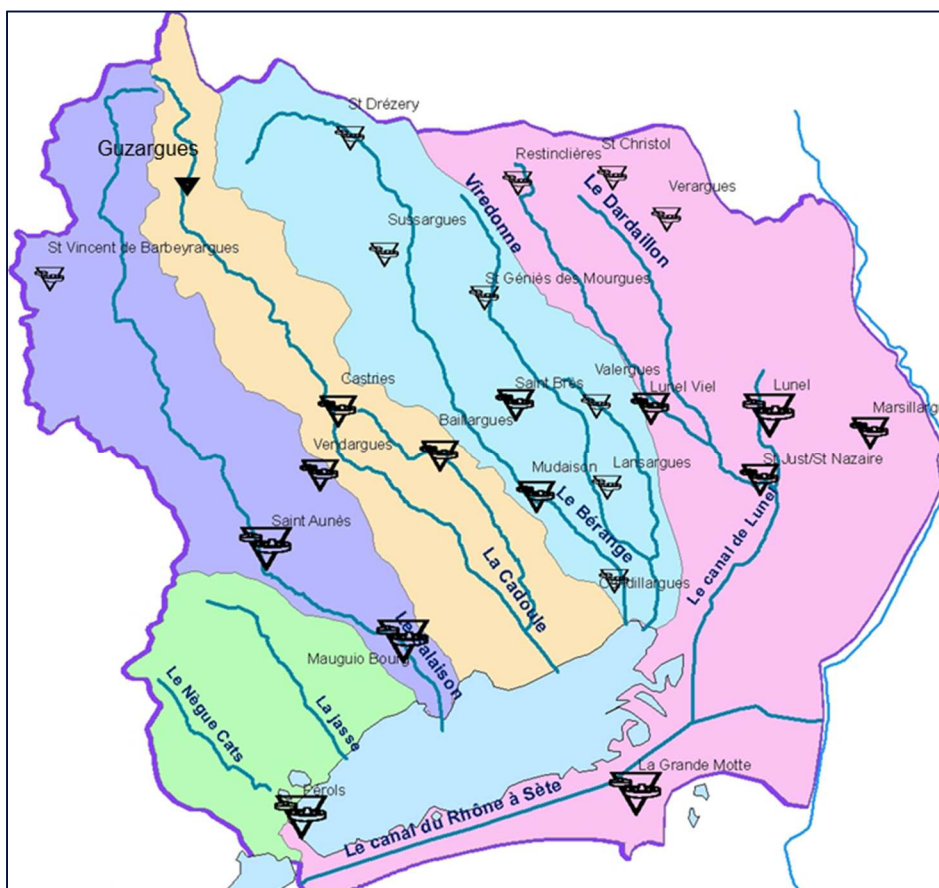 St Drézery
Guzargues
St Christol
Restinclières
Verargues
Viredonne
Le Dardaillon
Sussargues
St Vincent de Barbeyrargues
St Géniès des Mourgues
Castries
Saint Brès
Valergues
Lunel Viel
Lunel
Marsillarg
Baillargues
Vendargues
Mudaison
Lansargues
St Just/St Nazaire
Le Bérange
Le canal de Lunel
Saint Aunés
La Cadoule
Candillargues
Mauguio Bourg
Le Salaison
La jasse
Le Nègue Cats
Pérols
La Grande Motte
Le canal du Rhône à Sète